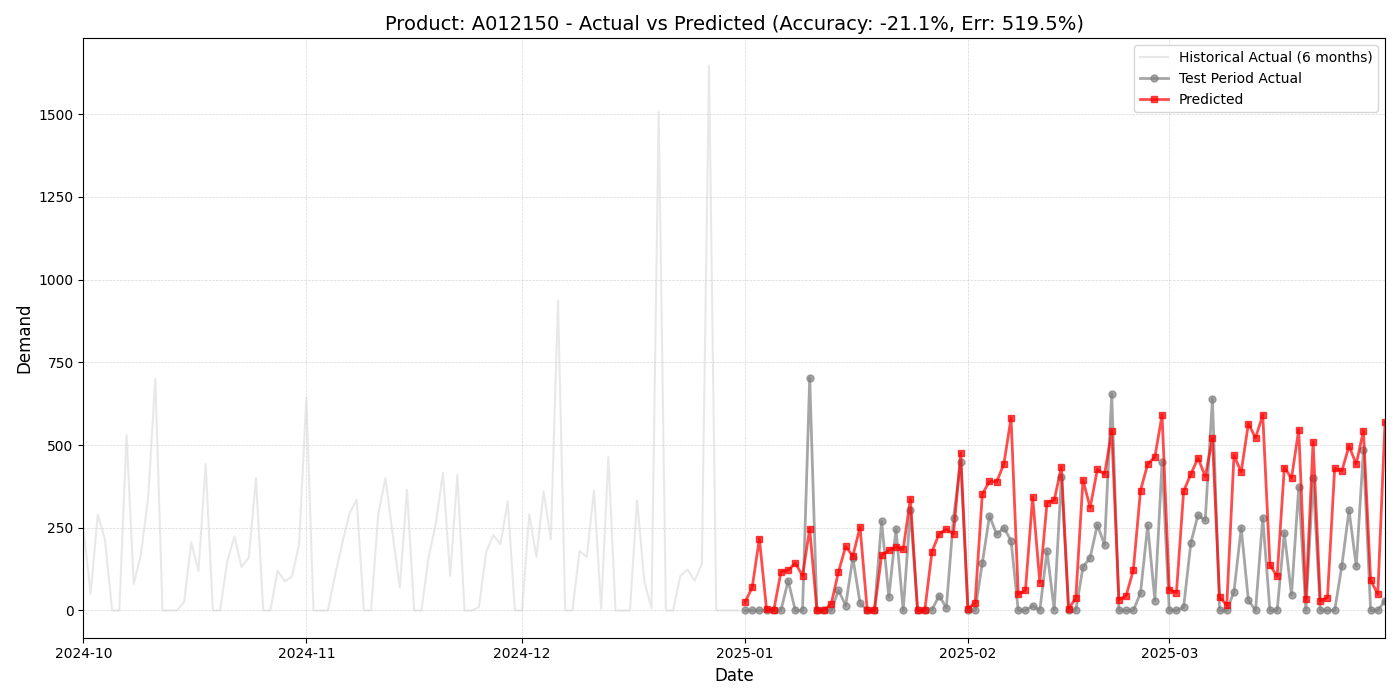 Product: A012150 - Actual vs Predicted (Accuracy: -21.1%, Err: 519.5%)
Historical Actual (6 months)
Test Period Actual
Predicted
Demand
1500
1250
1000
750
500
250
0
2024-10
2024-11
2024-12
2025-01
2025-02
2025-03
Date